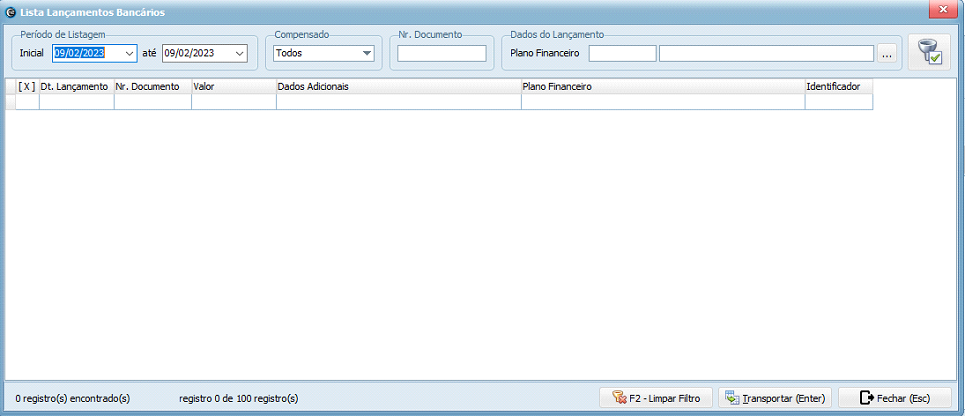 Lista Lançamentos Bancários
Período de Listagem
Inicial 09/02/2023 até 09/02/2023
Compensado
Todos
Nr. Documento
Dados do Lançamento
Plano Financeiro ...
[X] Dt. Lançamento Nr. Documento Valor Dados Adicionais Plano Financeiro Identificador
0 registro(s) encontrado(s) registro 0 de 100 registro(s) F2 - Limpar Filtro Transportar (Enter) Fechar (Esc)